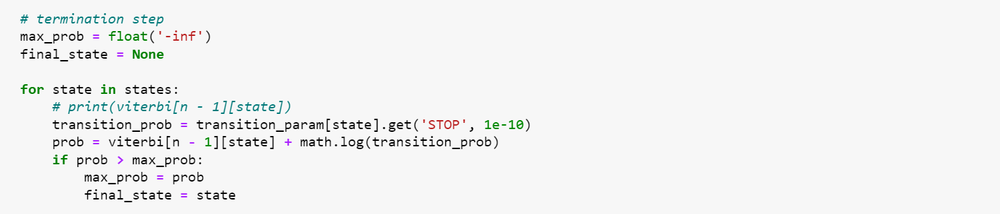 # termination step
max_prob = float('-inf')
final_state = None
for state in states:
    # print(viterbi[n - 1][state])
    transition_prob = transition_param[state].get('STOP', 1e-10)
    prob = viterbi[n - 1][state] + math.log(transition_prob)
    if prob > max_prob:
        max_prob = prob
        final_state = state